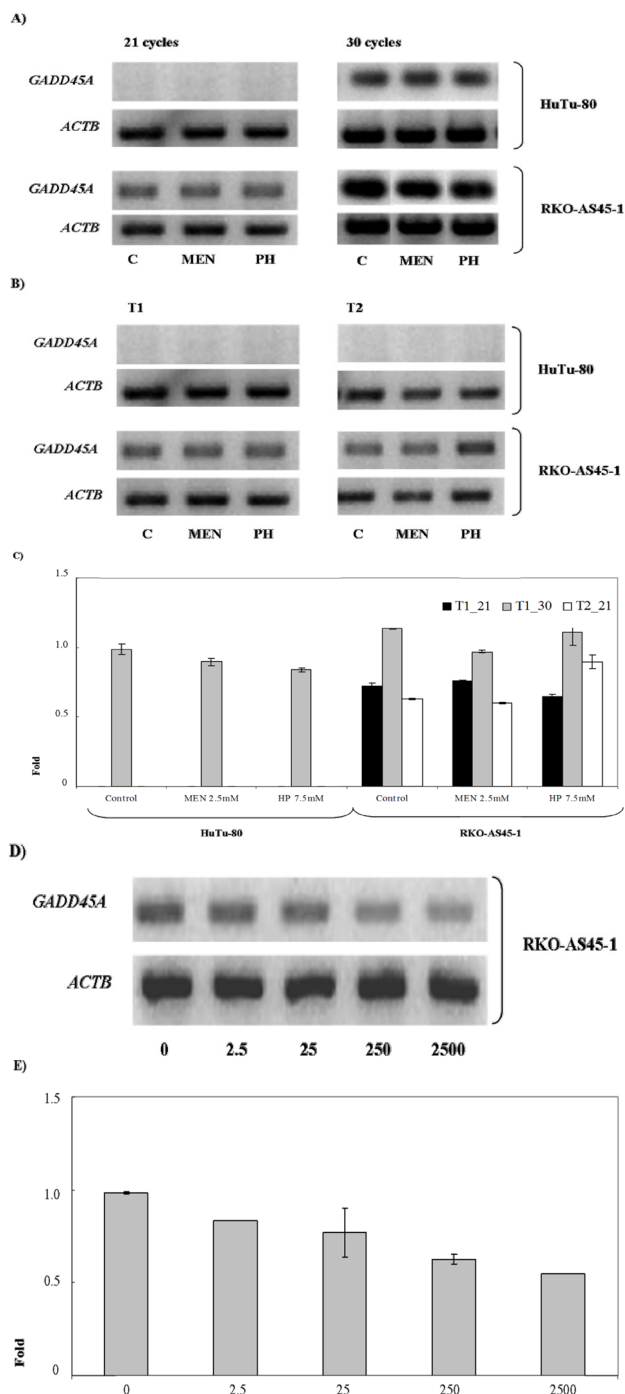 A)
21 cycles 30 cycles
GADD45A
ACTB
HuTu-80
GADD45A
ACTB
RKO-AS45-1
C MEN PH C MEN PH
B)
T1 T2
GADD45A
ACTB
HuTu-80
GADD45A
ACTB
RKO-AS45-1
C MEN PH C MEN PH
C)
1.5
T1_21 T1_30 T2_21
1.0
0.5
0
Fold
Control MEN 2.5mM HP 7.5mM Control MEN 2.5mM HP 7.5mM
HuTu-80 RKO-AS45-1
D)
GADD45A
ACTB
RKO-AS45-1
0 2.5 25 250 2500
E)
1.5
1.0
0.5
0
Fold
0 2.5 25 250 2500